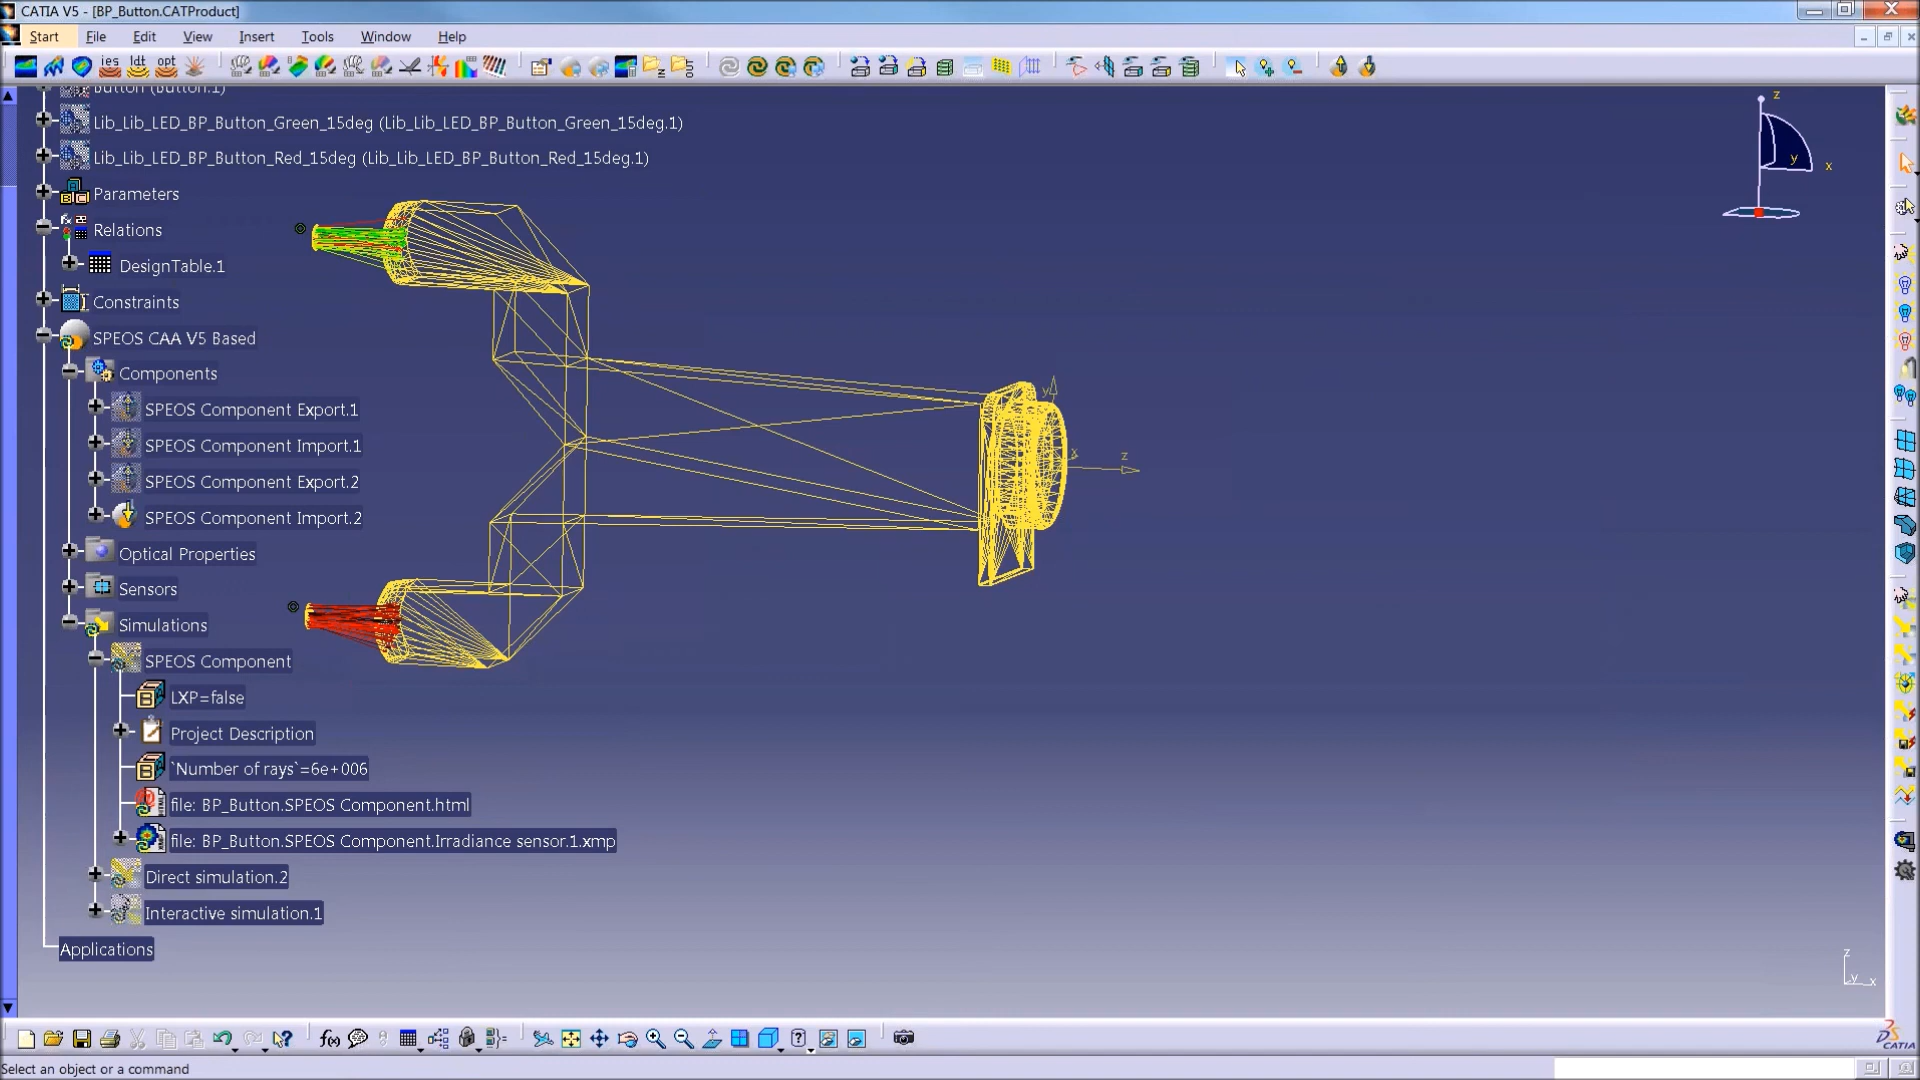 CATIA V5 - [BP_Button.CATProduct]
Start File Edit View Insert Tools Window Help
ies ldt opt
Button (Button.1)
Lib_Lib_LED_BP_Button_Green_15deg (Lib_Lib_LED_BP_Button_Green_15deg.1)
Lib_Lib_LED_BP_Button_Red_15deg (Lib_Lib_LED_BP_Button_Red_15deg.1)
Parameters
Relations
DesignTable.1
Constraints
SPEOS CAA V5 Based
Components
SPEOS Component Export.1
SPEOS Component Import.1
SPEOS Component Export.2
SPEOS Component Import.2
Optical Properties
Sensors
Simulations
SPEOS Component
LXP=false
Project Description
`Number of rays`=6e+006
file: BP_Button.SPEOS Component.html
file: BP_Button.SPEOS Component.Irradiance sensor.1.xmp
Direct simulation.2
Interactive simulation.1
Applications
z
y
x
y
x
z
z
y
x
f(x)
CATIA
Select an object or a command